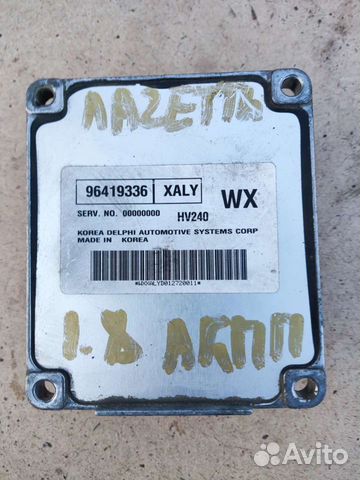 ЛАZЕТТИ
96419336 XALY WX
SERV. NO. 00000000 HV240
KOREA DELPHI AUTOMOTIVE SYSTEMS CORP
MADE IN KOREA
1.8 АКПП
Avito